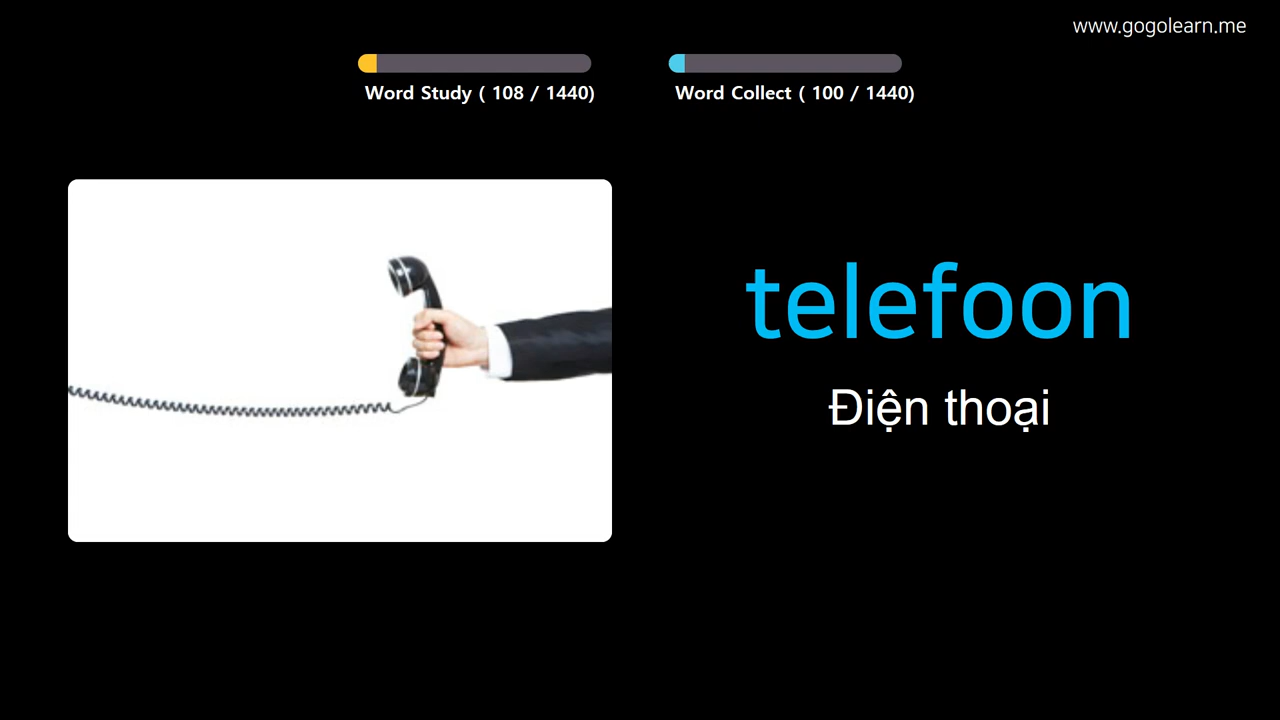 www.gogolearn.me
Word Study ( 108 / 1440)
Word Collect ( 100 / 1440)
telefoon
Điện thoại